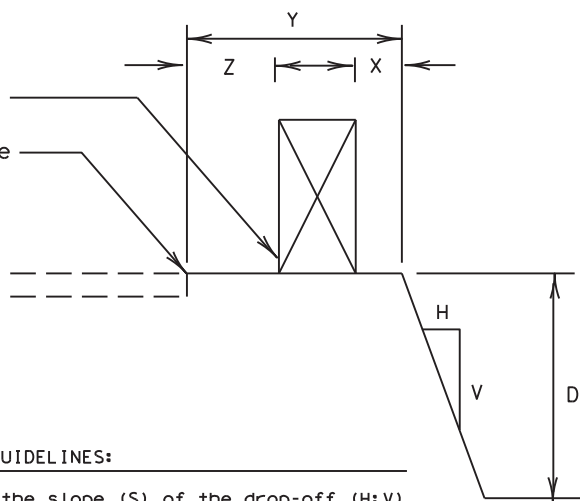 Y
Z
X
e
H
V
D
UIDELINES:
the slope (S) of the drop-off (H:V)